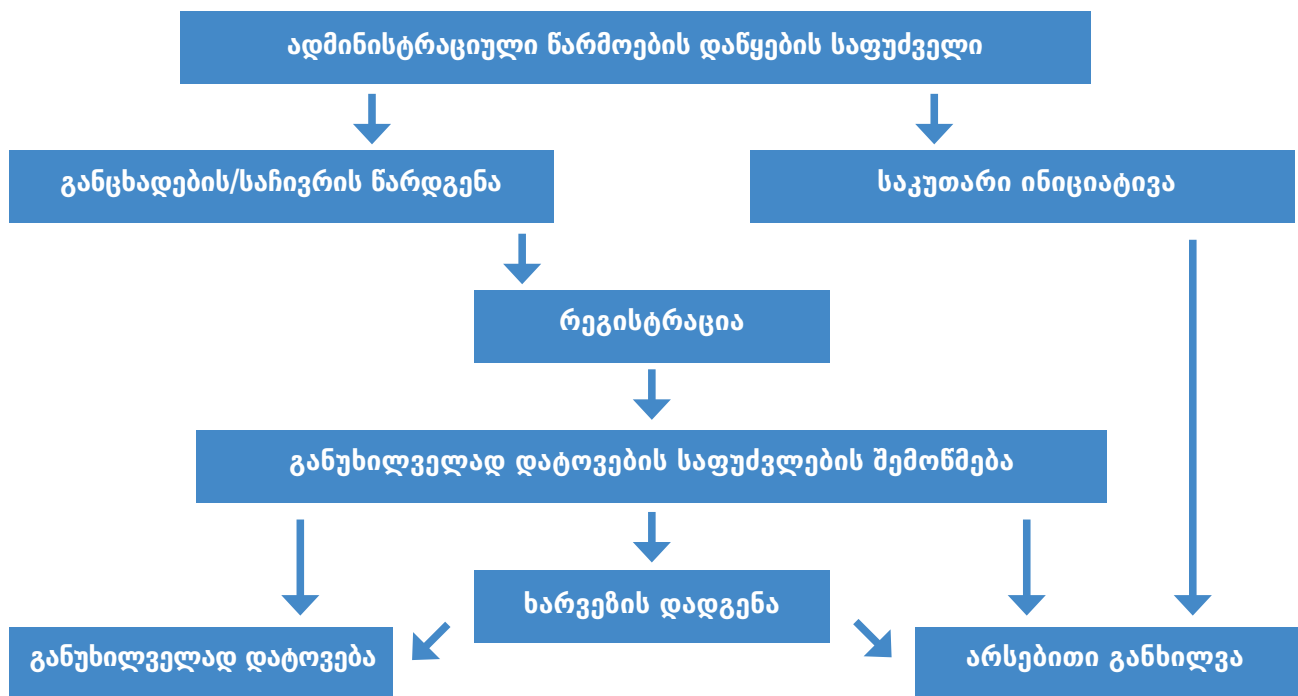 ადმინისტრაციული წარმოების დაწყების საფუძველი
განცხადების/საჩივრის წარდგენა
საკუთარი ინიციატივა
რეგისტრაცია
განუხილველად დატოვების საფუძვლების შემოწმება
ხარვეზის დადგენა
განუხილველად დატოვება
არსებითი განხილვა